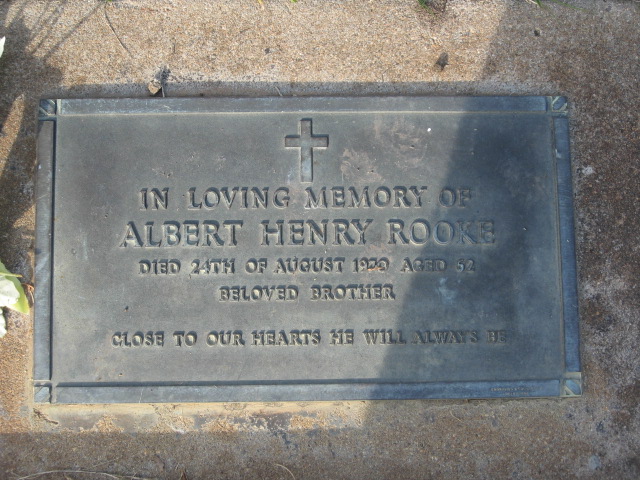 IN LOVING MEMORY OF
ALBERT HENRY ROOKE
DIED 24TH OF AUGUST AGED 52
BELOVED BROTHER
CLOSE TO OUR HEARTS HE WILL ALWAYS BE